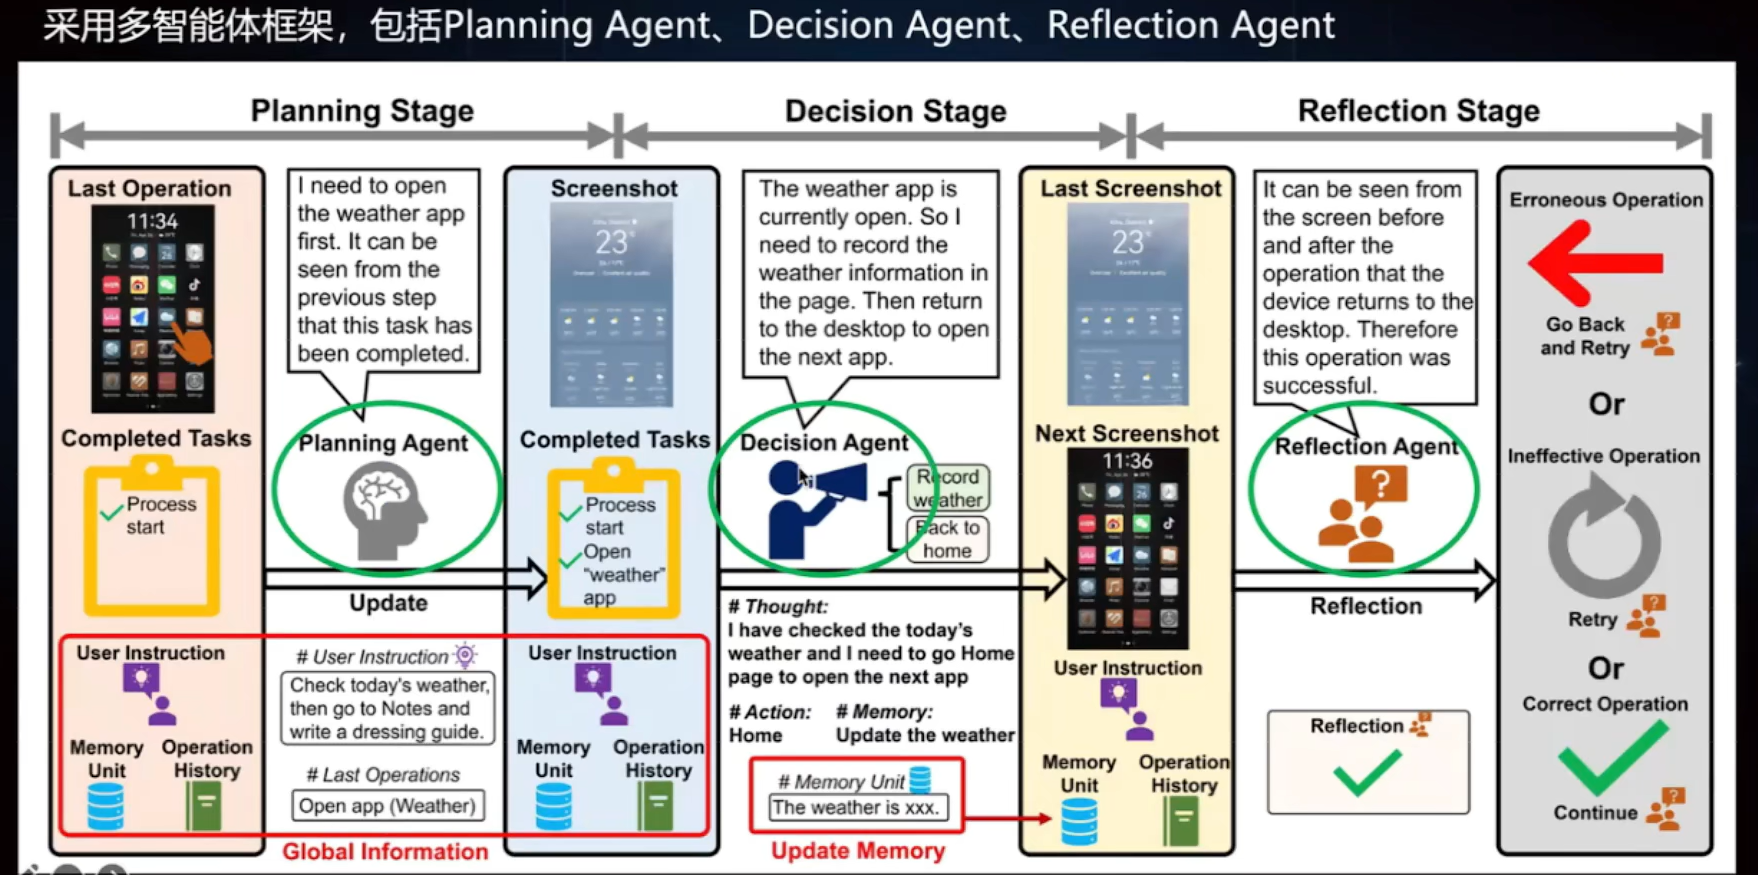 采用多智能体框架，包括Planning Agent、Decision Agent、Reflection Agent
Planning Stage
Decision Stage
Reflection Stage
Last Operation
11:34
I need to open
the weather app
first. It can be
seen from the
previous step
that this task has
been completed.
Planning Agent
Completed Tasks
Process
start
Update
User Instruction
Memory
Unit
Operation
History
# User Instruction
Check today's weather,
then go to Notes and
write a dressing guide.
# Last Operations
Open app (Weather)
Global Information
Screenshot
23°
Completed Tasks
Process
start
Open
“weather”
app
User Instruction
Memory
Unit
Operation
History
The weather app is
currently open. So I
need to record the
weather information in
the page. Then return
to the desktop to open
the next app.
Decision Agent
Record
weather
Back to
home
# Thought:
I have checked the today's
weather and I need to go Home
page to open the next app
# Action:
Home
# Memory:
Update the weather
# Memory Unit
The weather is xxx.
Update Memory
Last Screenshot
23°
Next Screenshot
11:36
User Instruction
Memory
Unit
Operation
History
It can be seen from
the screen before
and after the
operation that the
device returns to the
desktop. Therefore
this operation was
successful.
Reflection Agent
Reflection
Reflection
Erroneous Operation
Go Back
and Retry
Or
Ineffective Operation
Retry
Or
Correct Operation
Continue